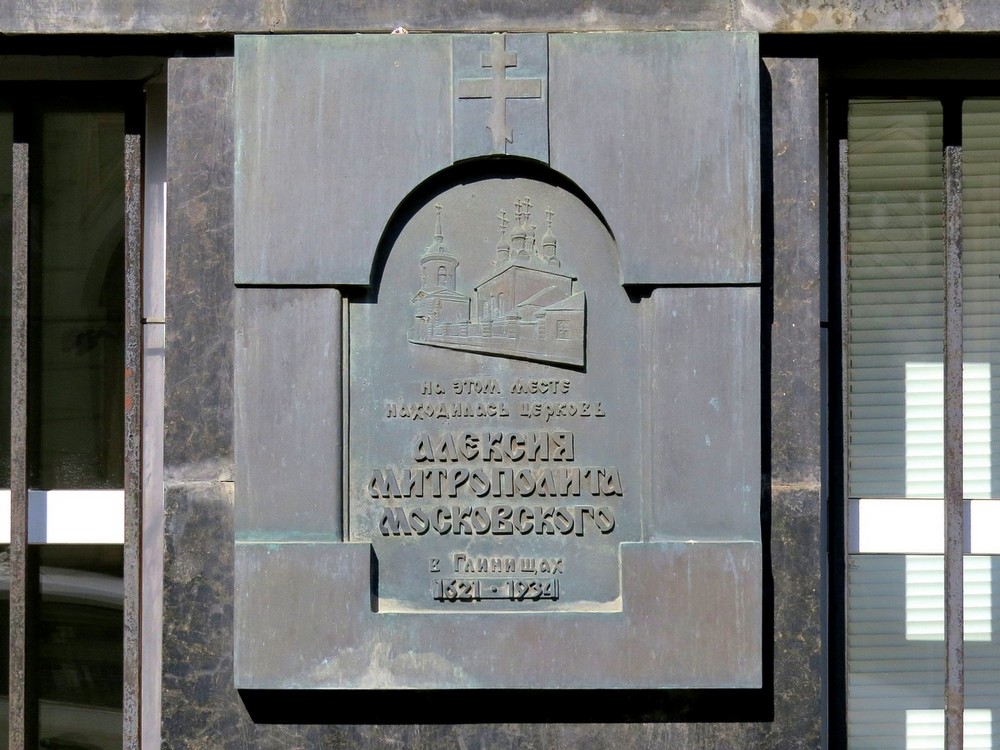 на этом месте
находилась церковь
Алексия
Митрополита
Московского
в Глинищах
1621 · 1934